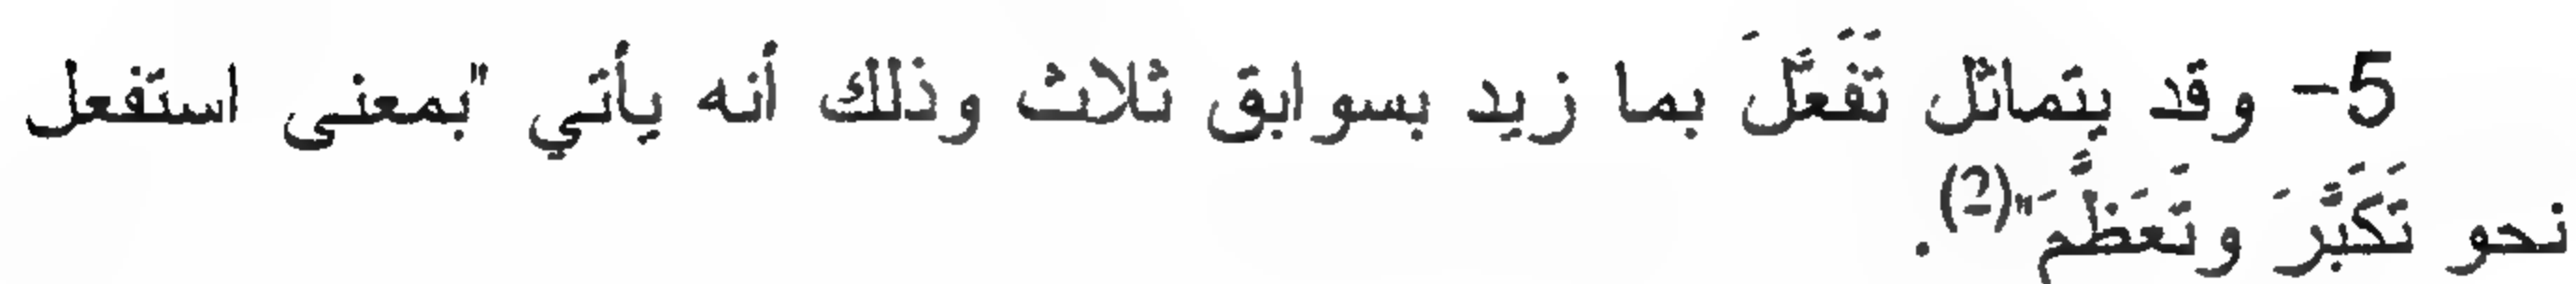 5- وقد يتماثل تَفَعَّلَ بما زيد بسوابق ثلاث وذلك أنه يأتي "بمعنى استفعل
نحو تَكَبَّرَ وتَعَظَّمَ"(2).